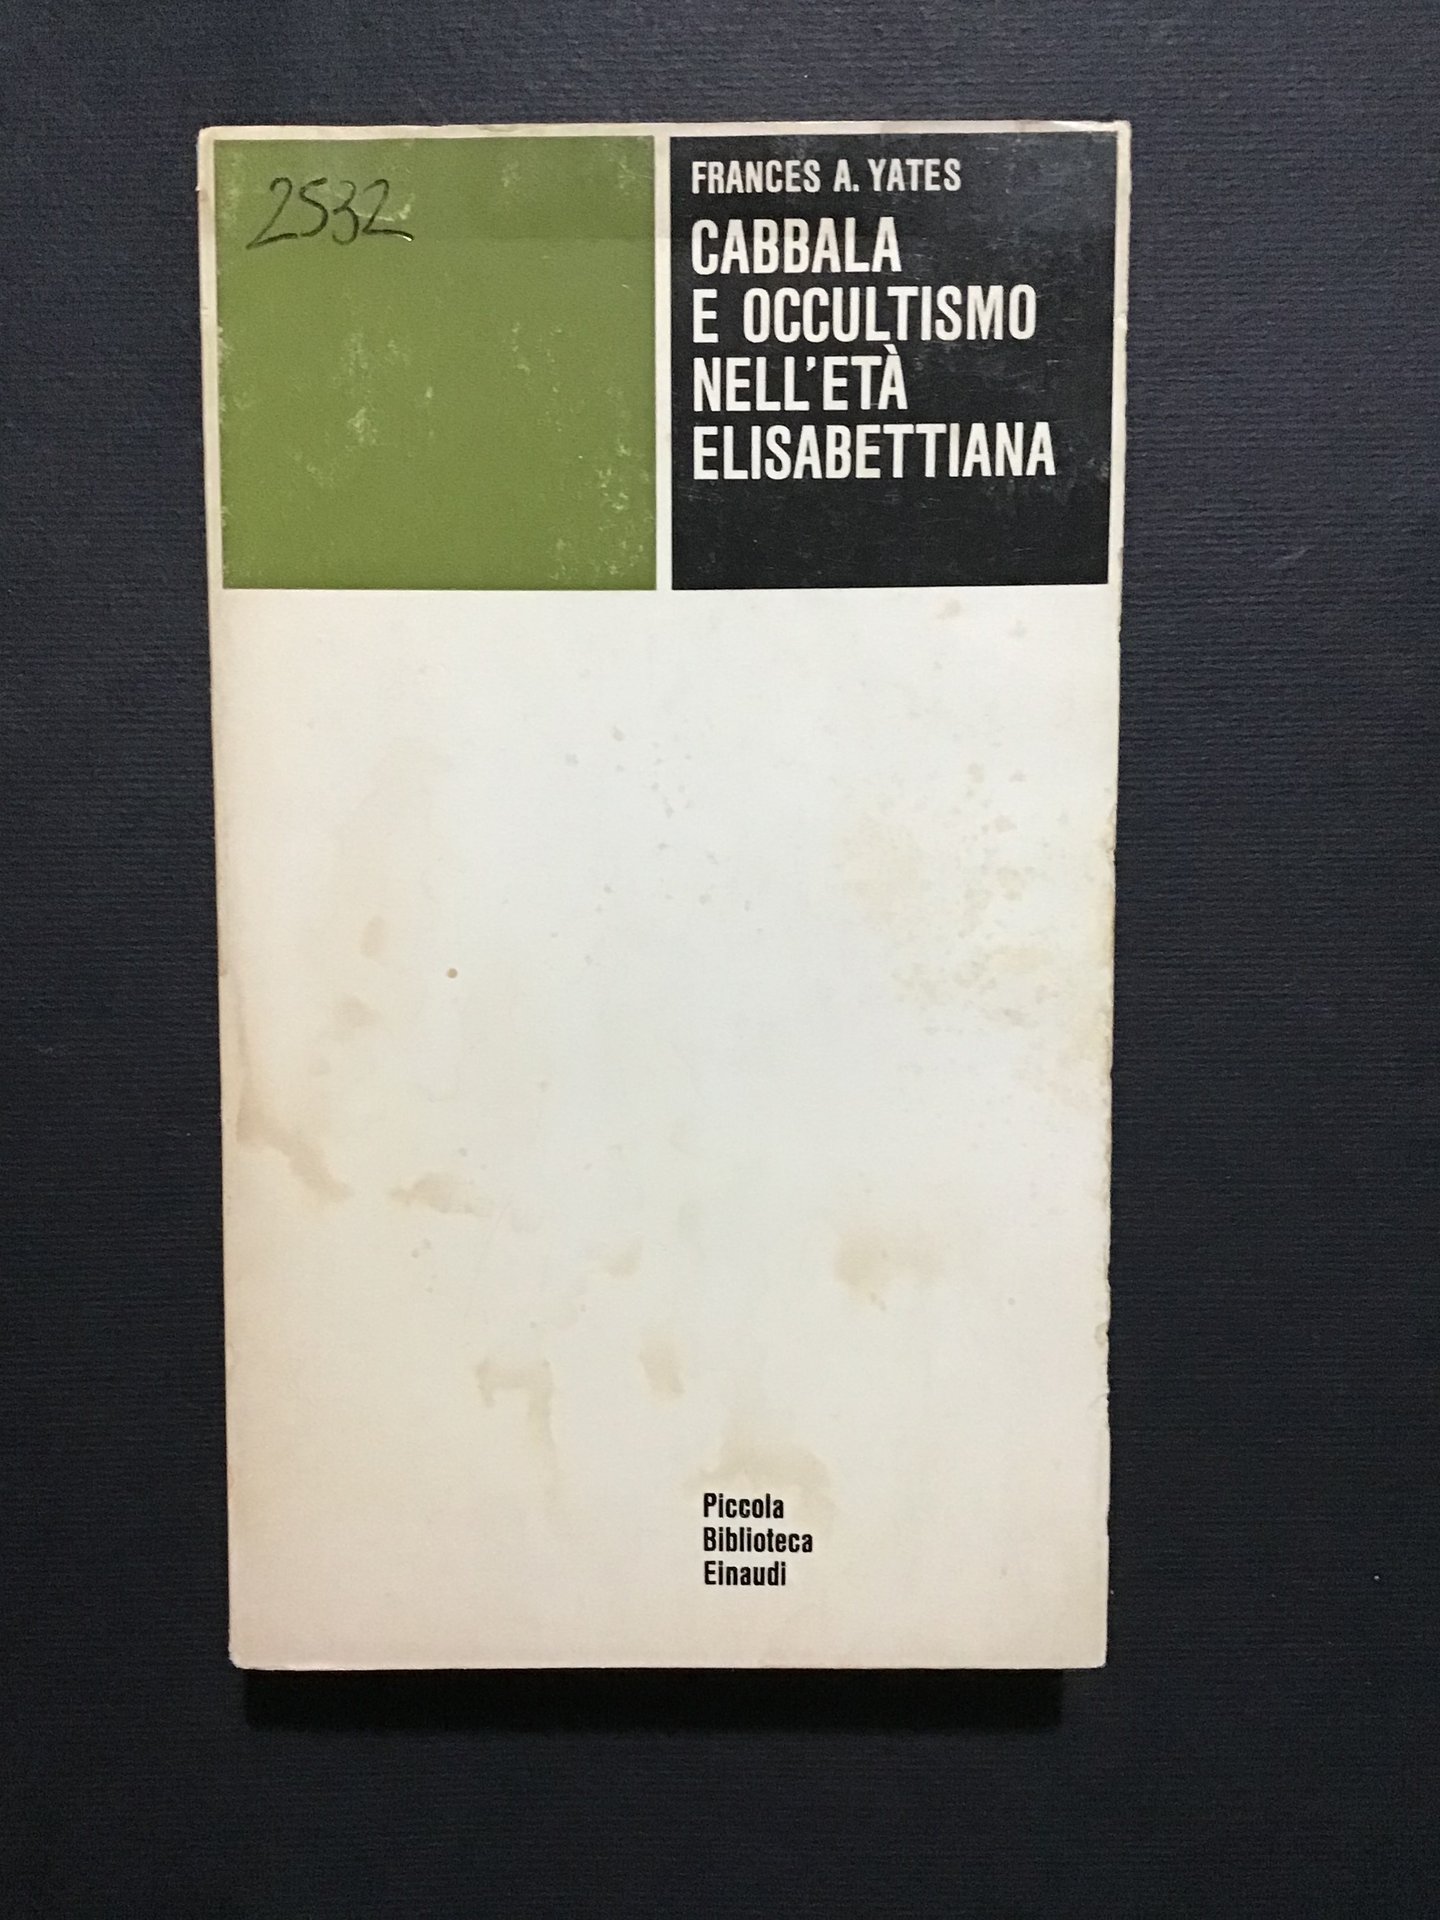 2532
FRANCES A. YATES
CABBALA
E OCCULTISMO
NELL'ETÀ
ELISABETTIANA
Piccola
Biblioteca
Einaudi